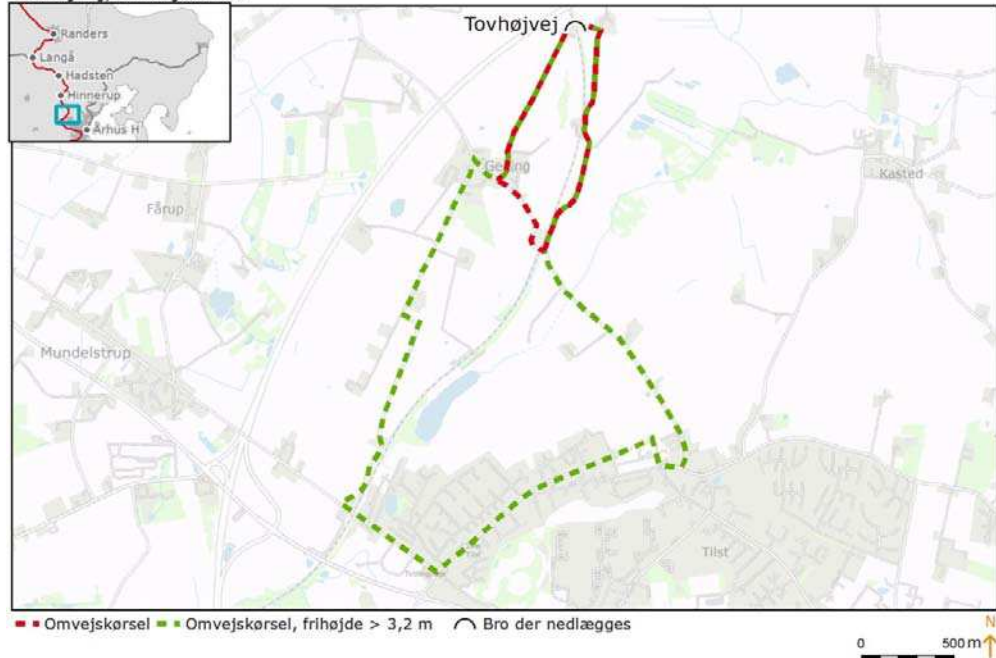 Randers
Langå
Hadsten
Hinnerup
Århus H
Tovhøjvej
Geding
Kasted
Fårup
Mundelstrup
Tilst
Omvejskørsel
Omvejskørsel, frihøjde > 3,2 m
Bro der nedlægges
N
0 500 m